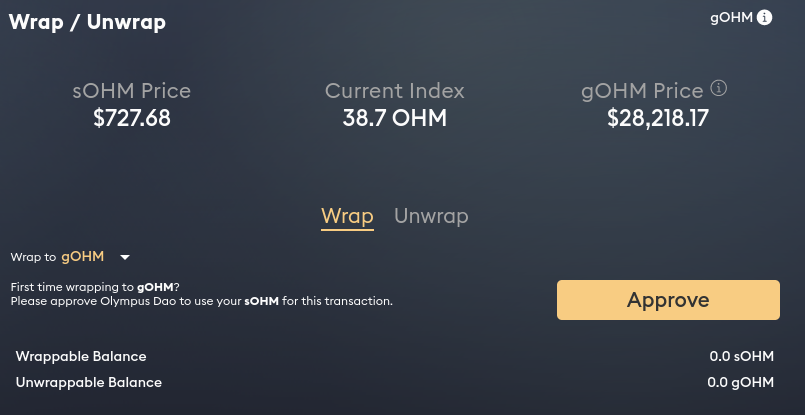 Wrap / Unwrap
gOHM
sOHM Price
$727.68
Current Index
38.7 OHM
gOHM Price
$28,218.17
Wrap Unwrap
Wrap to gOHM
First time wrapping to gOHM?
Please approve Olympus Dao to use your sOHM for this transaction.
Approve
Wrappable Balance 0.0 sOHM
Unwrappable Balance 0.0 gOHM